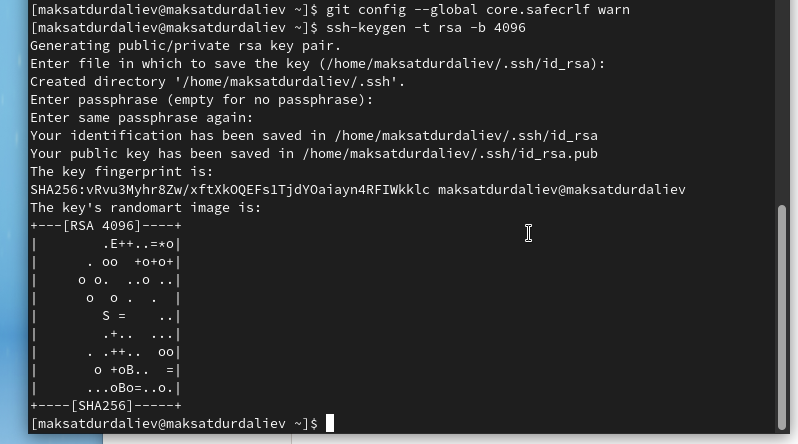 [maksatdurdaliev@maksatdurdaliev ~]$ git config --global core.safecrlf warn
[maksatdurdaliev@maksatdurdaliev ~]$ ssh-keygen -t rsa -b 4096
Generating public/private rsa key pair.
Enter file in which to save the key (/home/maksatdurdaliev/.ssh/id_rsa):
Created directory '/home/maksatdurdaliev/.ssh'.
Enter passphrase (empty for no passphrase):
Enter same passphrase again:
Your identification has been saved in /home/maksatdurdaliev/.ssh/id_rsa
Your public key has been saved in /home/maksatdurdaliev/.ssh/id_rsa.pub
The key fingerprint is:
SHA256:vRvu3Myhr8Zw/xftXkOQEFs1TjdYOaiayn4RFIWkklc maksatdurdaliev@maksatdurdaliev
The key's randomart image is:
+---[RSA 4096]----+
|        .E++..=*o|
|      . oo  +o+o+|
|     o o.  ..o ..|
|      o  o .  .  |
|        S =    ..|
|        .+..  ...|
|      . .++..  oo|
|       o +oB..  =|
|      ...oBo=..o.|
+----[SHA256]-----+
[maksatdurdaliev@maksatdurdaliev ~]$